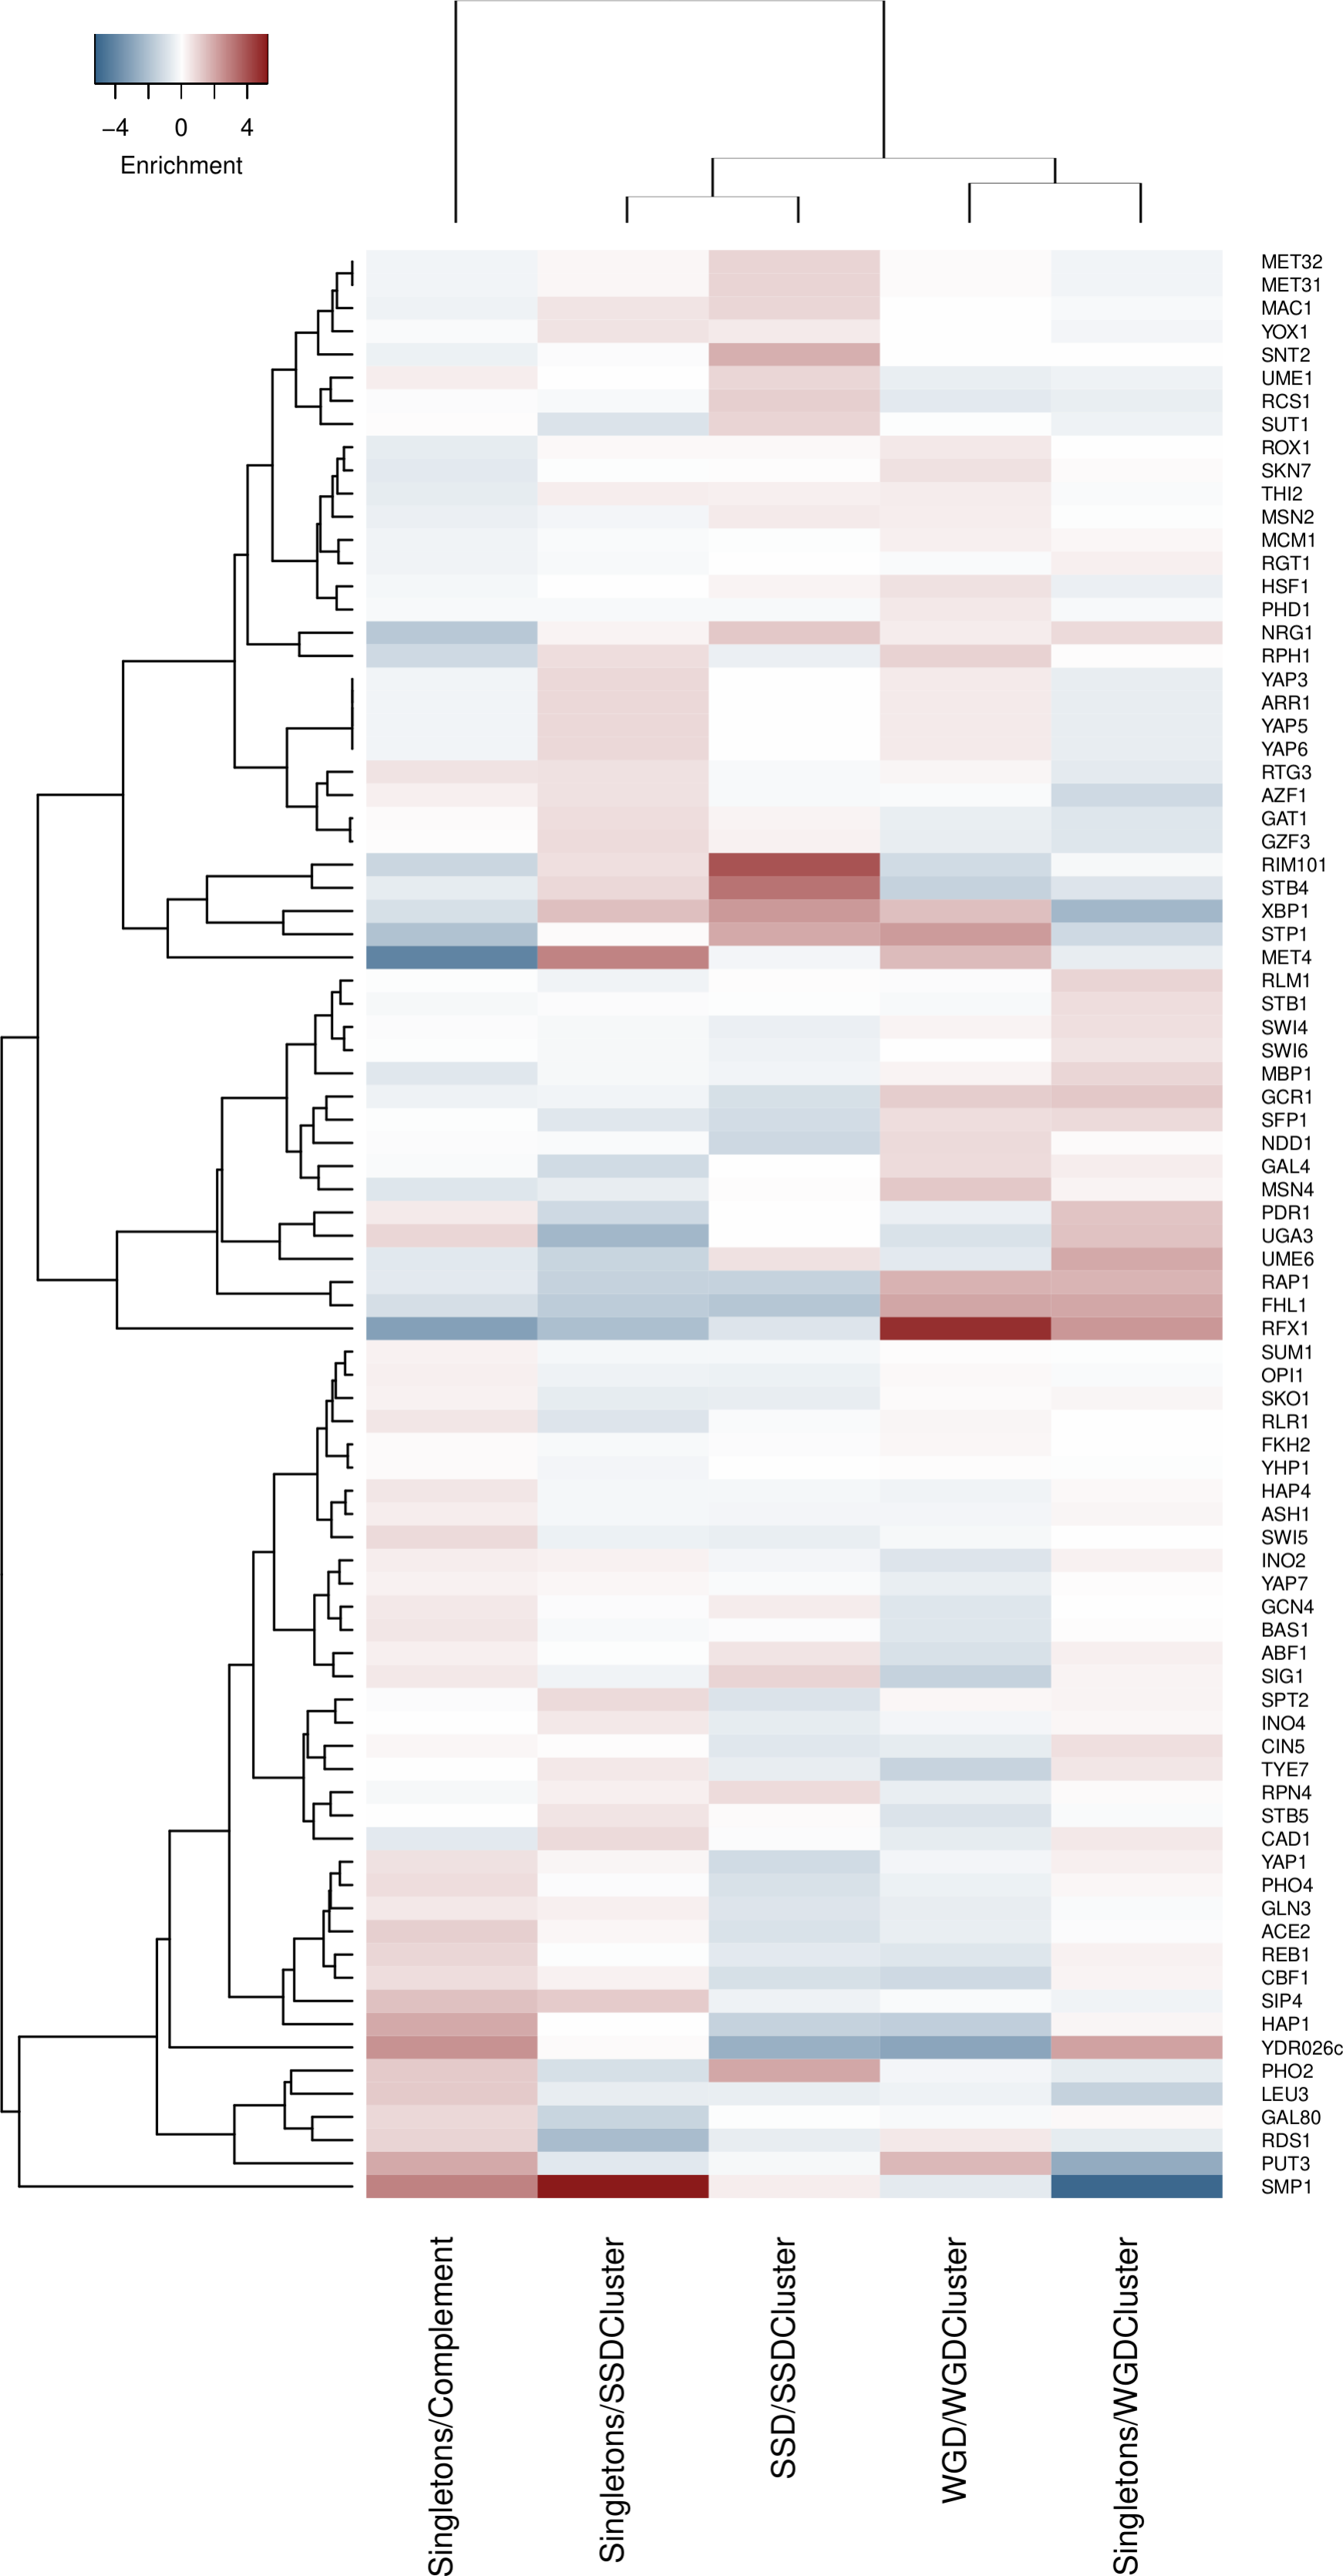 −4 0 4
Enrichment
MET32
MET31
MAC1
YOX1
SNT2
UME1
RCS1
SUT1
ROX1
SKN7
THI2
MSN2
MCM1
RGT1
HSF1
PHD1
NRG1
RPH1
YAP3
ARR1
YAP5
YAP6
RTG3
AZF1
GAT1
GZF3
RIM101
STB4
XBP1
STP1
MET4
RLM1
STB1
SWI4
SWI6
MBP1
GCR1
SFP1
NDD1
GAL4
MSN4
PDR1
UGA3
UME6
RAP1
FHL1
RFX1
SUM1
OPI1
SKO1
RLR1
FKH2
YHP1
HAP4
ASH1
SWI5
INO2
YAP7
GCN4
BAS1
ABF1
SIG1
SPT2
INO4
CIN5
TYE7
RPN4
STB5
CAD1
YAP1
PHO4
GLN3
ACE2
REB1
CBF1
SIP4
HAP1
YDR026c
PHO2
LEU3
GAL80
RDS1
PUT3
SMP1
Singletons/Complement
Singletons/SSDCluster
SSD/SSDCluster
WGD/WGDCluster
Singletons/WGDCluster